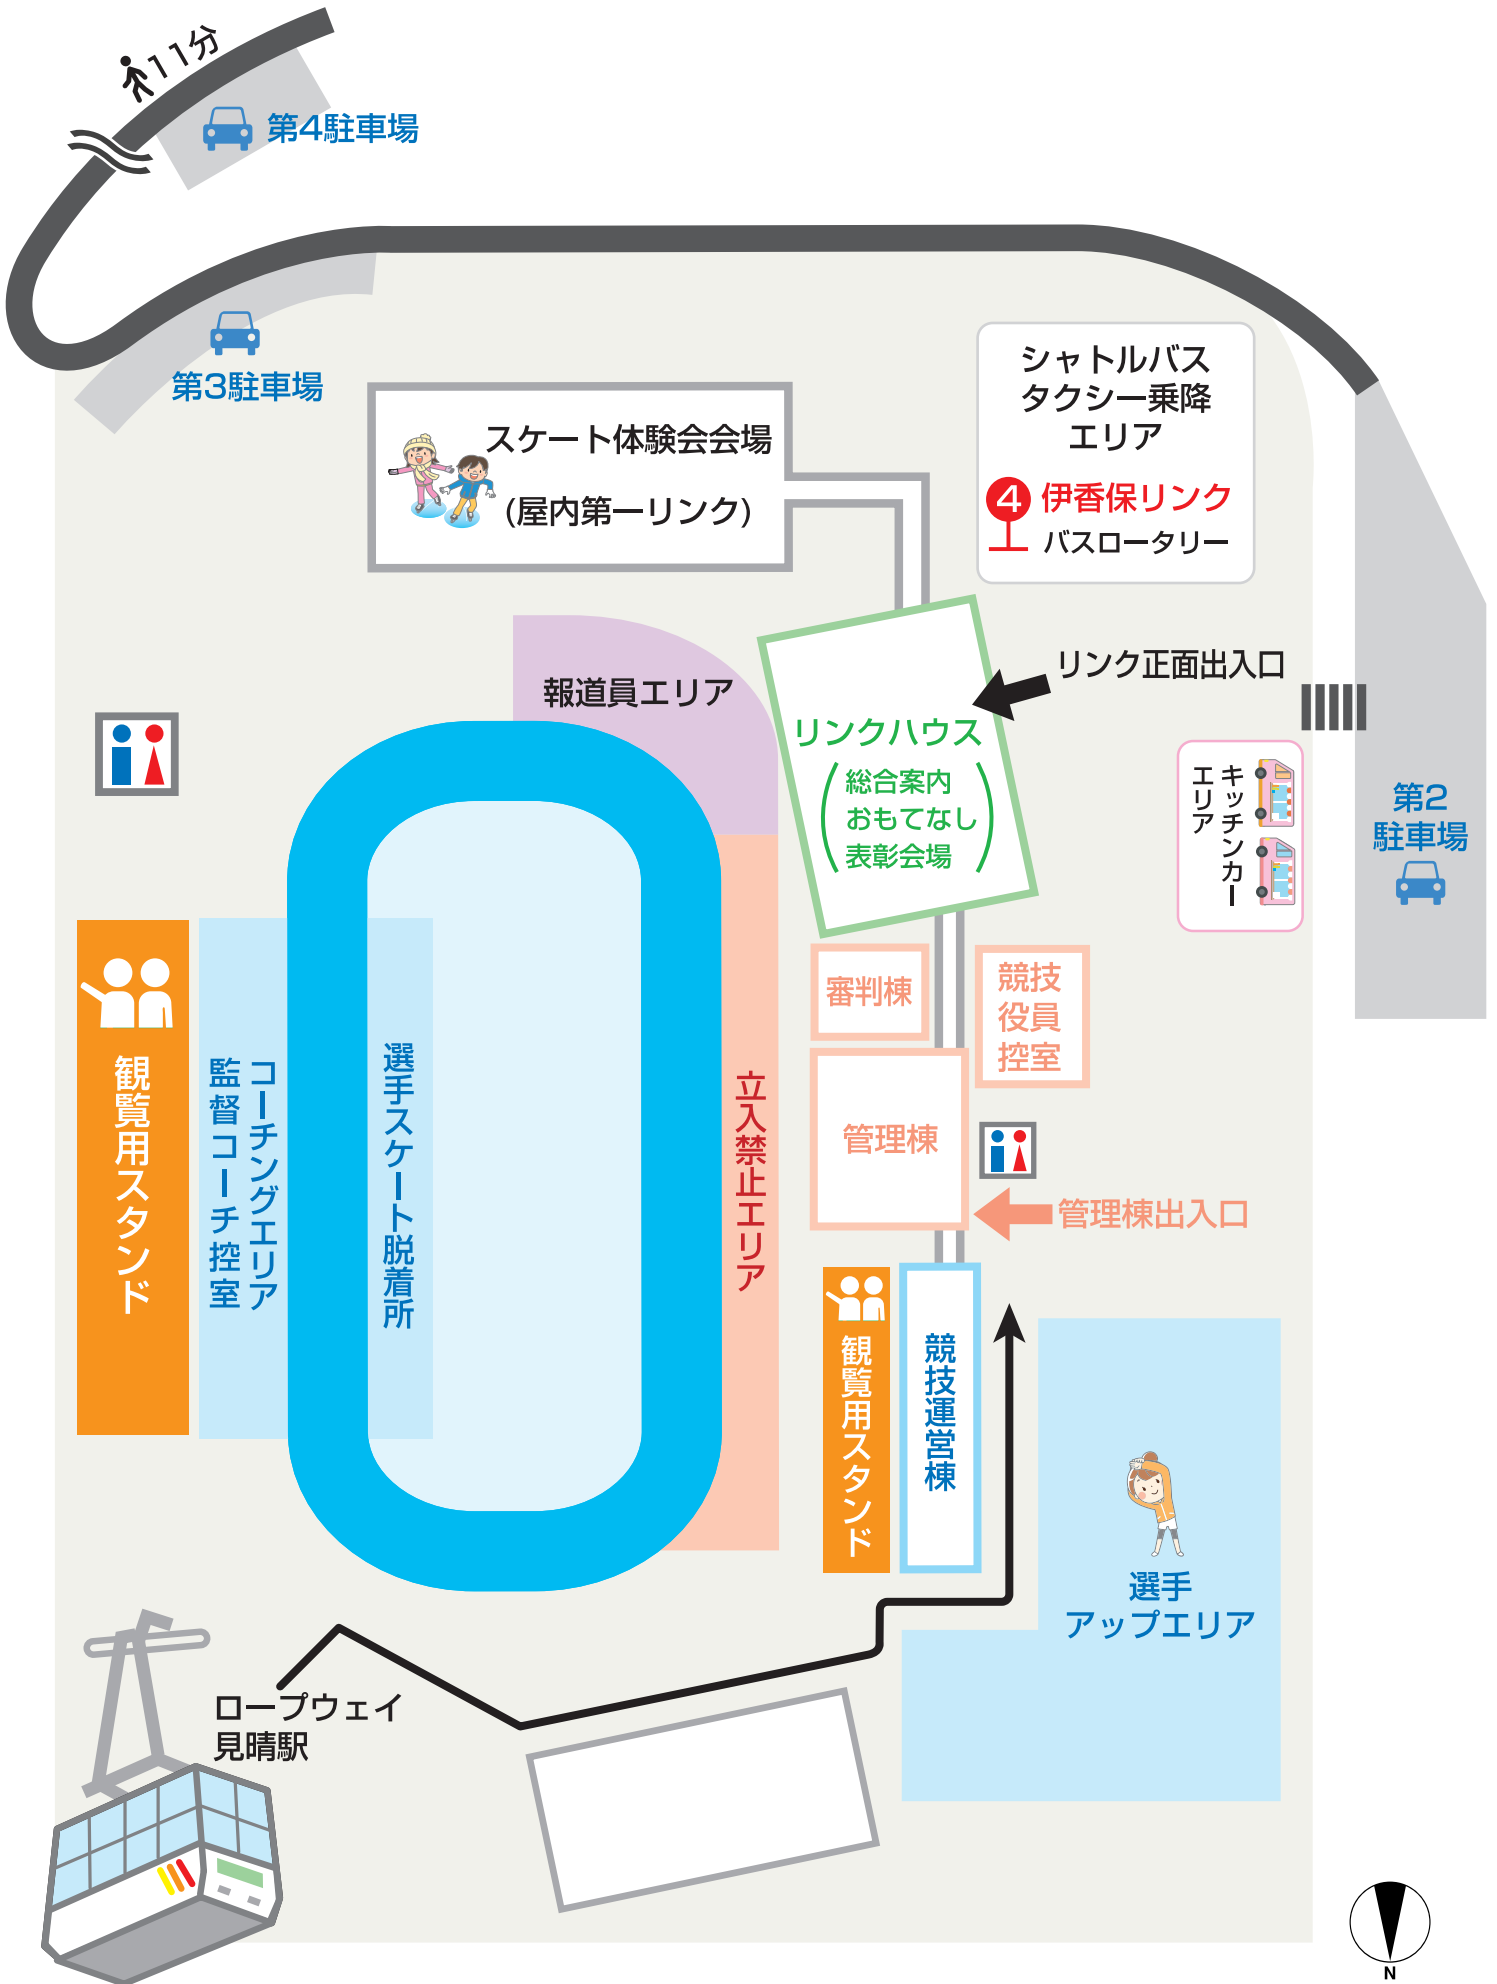 11分
第4駐車場
第3駐車場
シャトルバス
タクシー乗降
エリア
4 伊香保リンク
バスロータリー
スケート体験会会場
(屋内第一リンク)
リンク正面出入口
報道員エリア
リンクハウス
(総合案内
おもてなし
表彰会場)
キッチンカー
エリア
第2
駐車場
審判棟
競技
役員
控室
観覧用スタンド
コーチングエリア
監督コーチ控室
選手スケート脱着所
立入禁止エリア
管理棟
管理棟出入口
観覧用スタンド
競技運営棟
選手
アップエリア
ロープウェイ
見晴駅
N